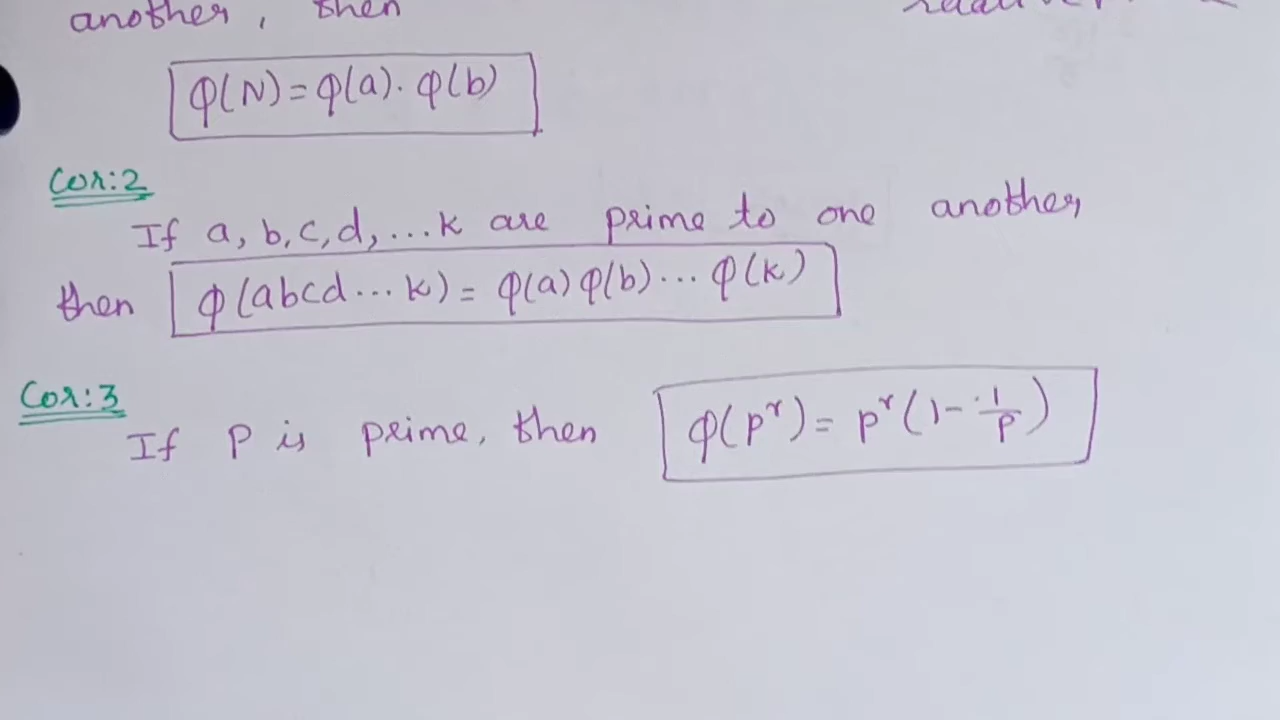 another, then
φ(N) = φ(a). φ(b)
Cor:2
If a, b, c, d, ... k are prime to one another,
then φ(abcd ... k) = φ(a) φ(b) ... φ(k)
Cor:3
If P is prime, then φ(p^r) = p^r (1 - 1/p)